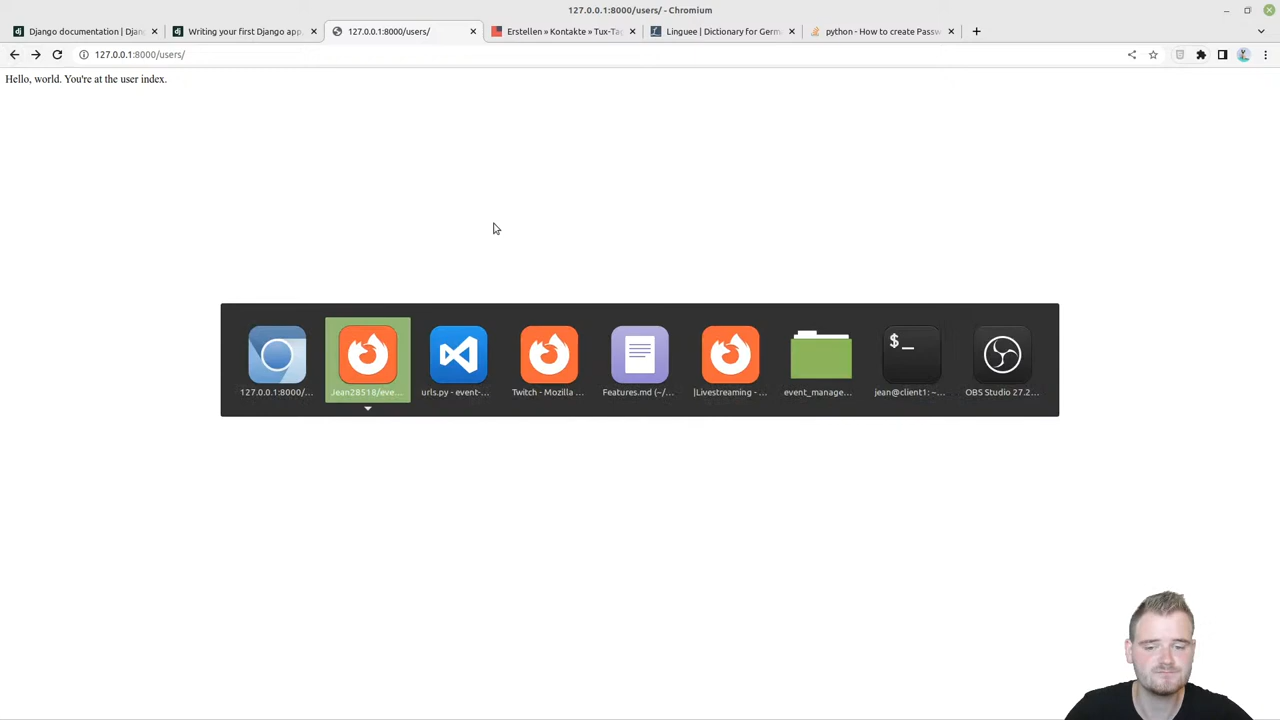 127.0.0.1:8000/users/ - Chromium
Django documentation | Djan
Writing your first Django app,
127.0.0.1:8000/users/
Erstellen » Kontakte » Tux-Ta
Linguee | Dictionary for Germ
python - How to create Passw
127.0.0.1:8000/users/
Hello, world. You're at the user index.
$_
127.0.0.1:8000/...
Jean28518/eve...
urls.py - event-...
Twitch - Mozilla ...
Features.md (~/...
|Livestreaming - ...
event_manage...
jean@client1: ~...
OBS Studio 27.2...